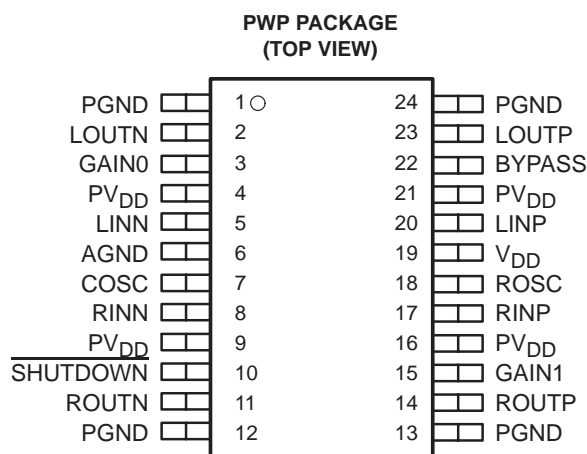 PWP PACKAGE
(TOP VIEW)
PGND 1 24 PGND
LOUTN 2 23 LOUTP
GAIN0 3 22 BYPASS
PVDD 4 21 PVDD
LINN 5 20 LINP
AGND 6 19 VDD
COSC 7 18 ROSC
RINN 8 17 RINP
PVDD 9 16 PVDD
SHUTDOWN 10 15 GAIN1
ROUTN 11 14 ROUTP
PGND 12 13 PGND